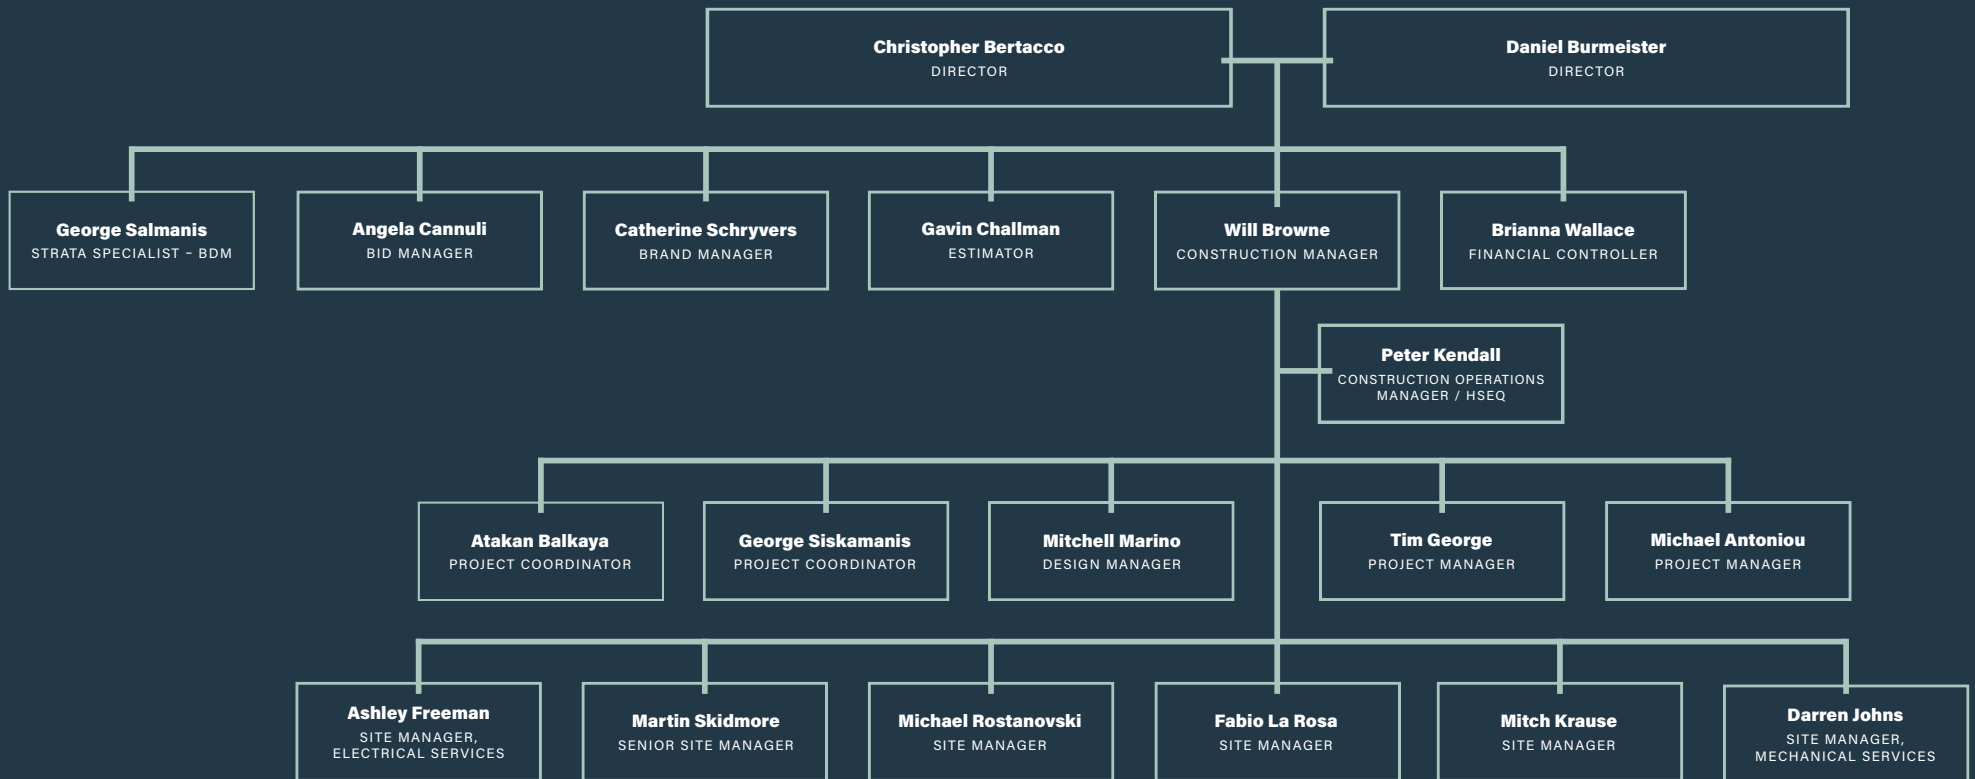 Christopher Bertacco
DIRECTOR
Daniel Burmeister
DIRECTOR
George Salmanis
STRATA SPECIALIST – BDM
Angela Cannuli
BID MANAGER
Catherine Schryvers
BRAND MANAGER
Gavin Challman
ESTIMATOR
Will Browne
CONSTRUCTION MANAGER
Brianna Wallace
FINANCIAL CONTROLLER
Peter Kendall
CONSTRUCTION OPERATIONS
MANAGER / HSEQ
Atakan Balkaya
PROJECT COORDINATOR
George Siskamanis
PROJECT COORDINATOR
Mitchell Marino
DESIGN MANAGER
Tim George
PROJECT MANAGER
Michael Antoniou
PROJECT MANAGER
Ashley Freeman
SITE MANAGER,
ELECTRICAL SERVICES
Martin Skidmore
SENIOR SITE MANAGER
Michael Rostanovski
SITE MANAGER
Fabio La Rosa
SITE MANAGER
Mitch Krause
SITE MANAGER
Darren Johns
SITE MANAGER,
MECHANICAL SERVICES